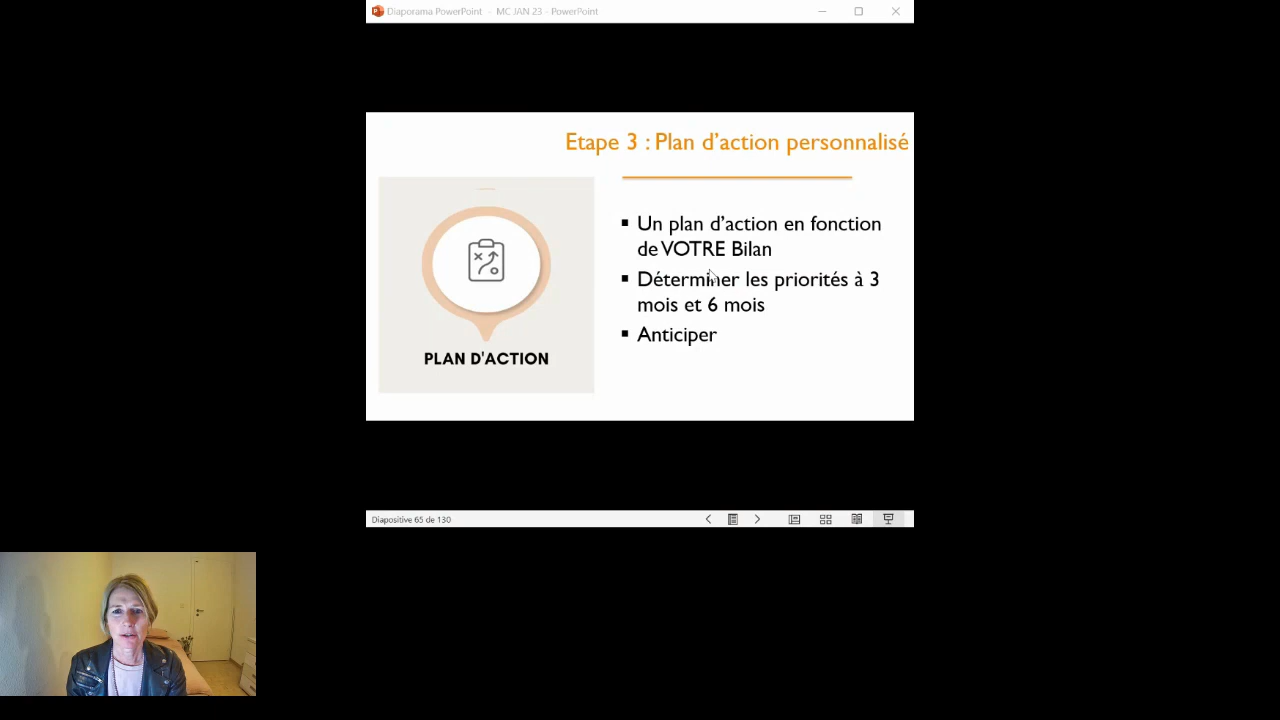 Diaporama PowerPoint - MC JAN 23 - PowerPoint
Etape 3 : Plan d'action personnalisé
PLAN D'ACTION
▪ Un plan d'action en fonction
de VOTRE Bilan
▪ Déterminer les priorités à 3
mois et 6 mois
▪ Anticiper
Diapositive 65 de 130